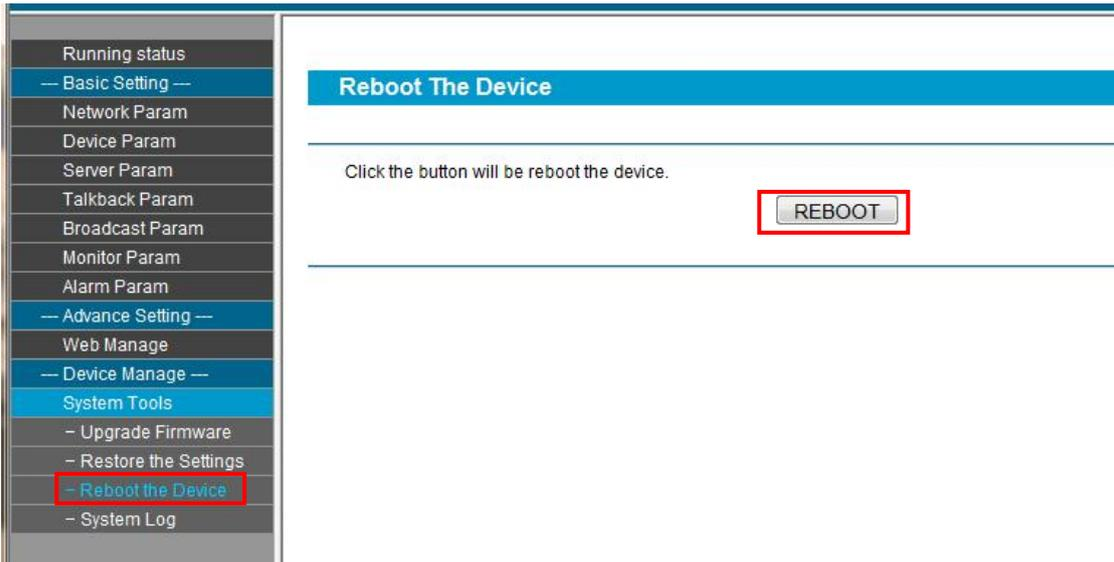 Running status
--- Basic Setting ---
Network Param
Device Param
Server Param
Talkback Param
Broadcast Param
Monitor Param
Alarm Param
--- Advance Setting ---
Web Manage
--- Device Manage ---
System Tools
– Upgrade Firmware
– Restore the Settings
– Reboot the Device
– System Log
Reboot The Device
Click the button will be reboot the device.
REBOOT